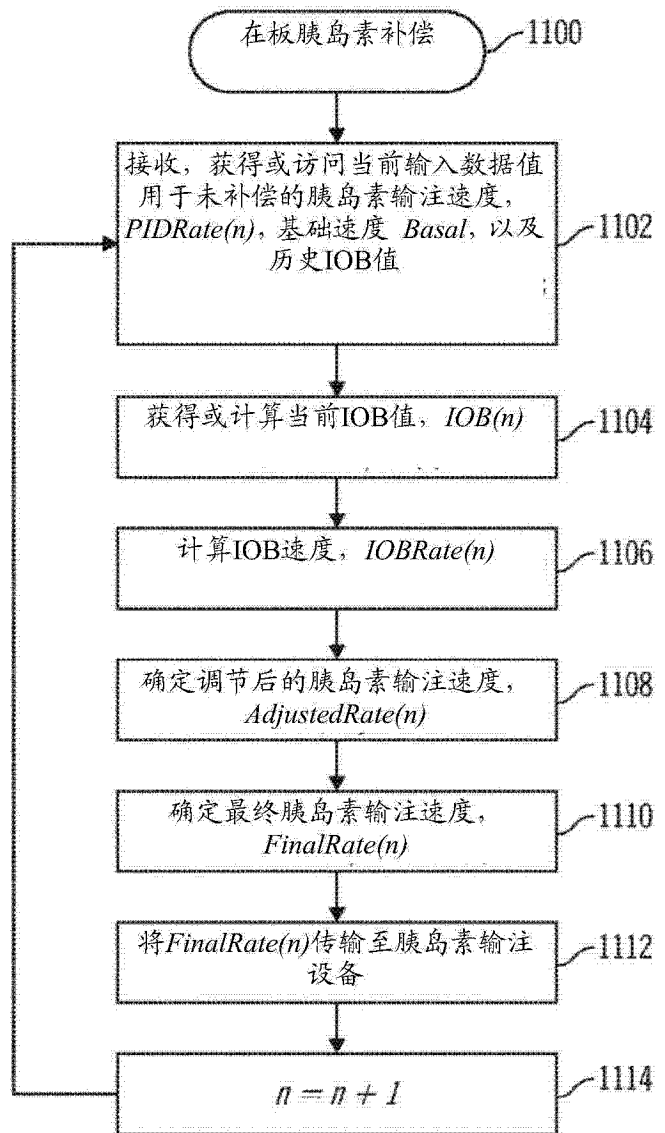 在板胰岛素补偿
1100
接收，获得或访问当前输入数据值
用于未补偿的胰岛素输注速度，
PIDRate(n)，基础速度 Basal，以及
历史IOB值
1102
获得或计算当前IOB值，IOB(n)
1104
计算IOB速度，IOBRate(n)
1106
确定调节后的胰岛素输注速度，
AdjustedRate(n)
1108
确定最终胰岛素输注速度，
FinalRate(n)
1110
将FinalRate(n)传输至胰岛素输注
设备
1112
n = n + 1
1114